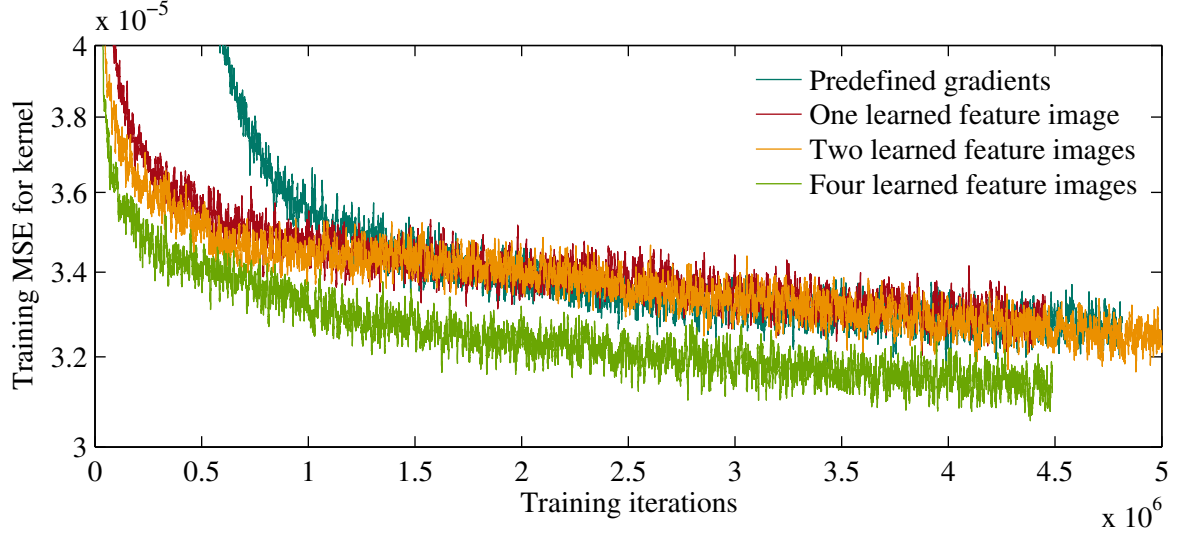 x 10^-5
4
3.8
3.6
3.4
3.2
3
Training MSE for kernel
Predefined gradients
One learned feature image
Two learned feature images
Four learned feature images
0 0.5 1 1.5 2 2.5 3 3.5 4 4.5 5
Training iterations
x 10^6